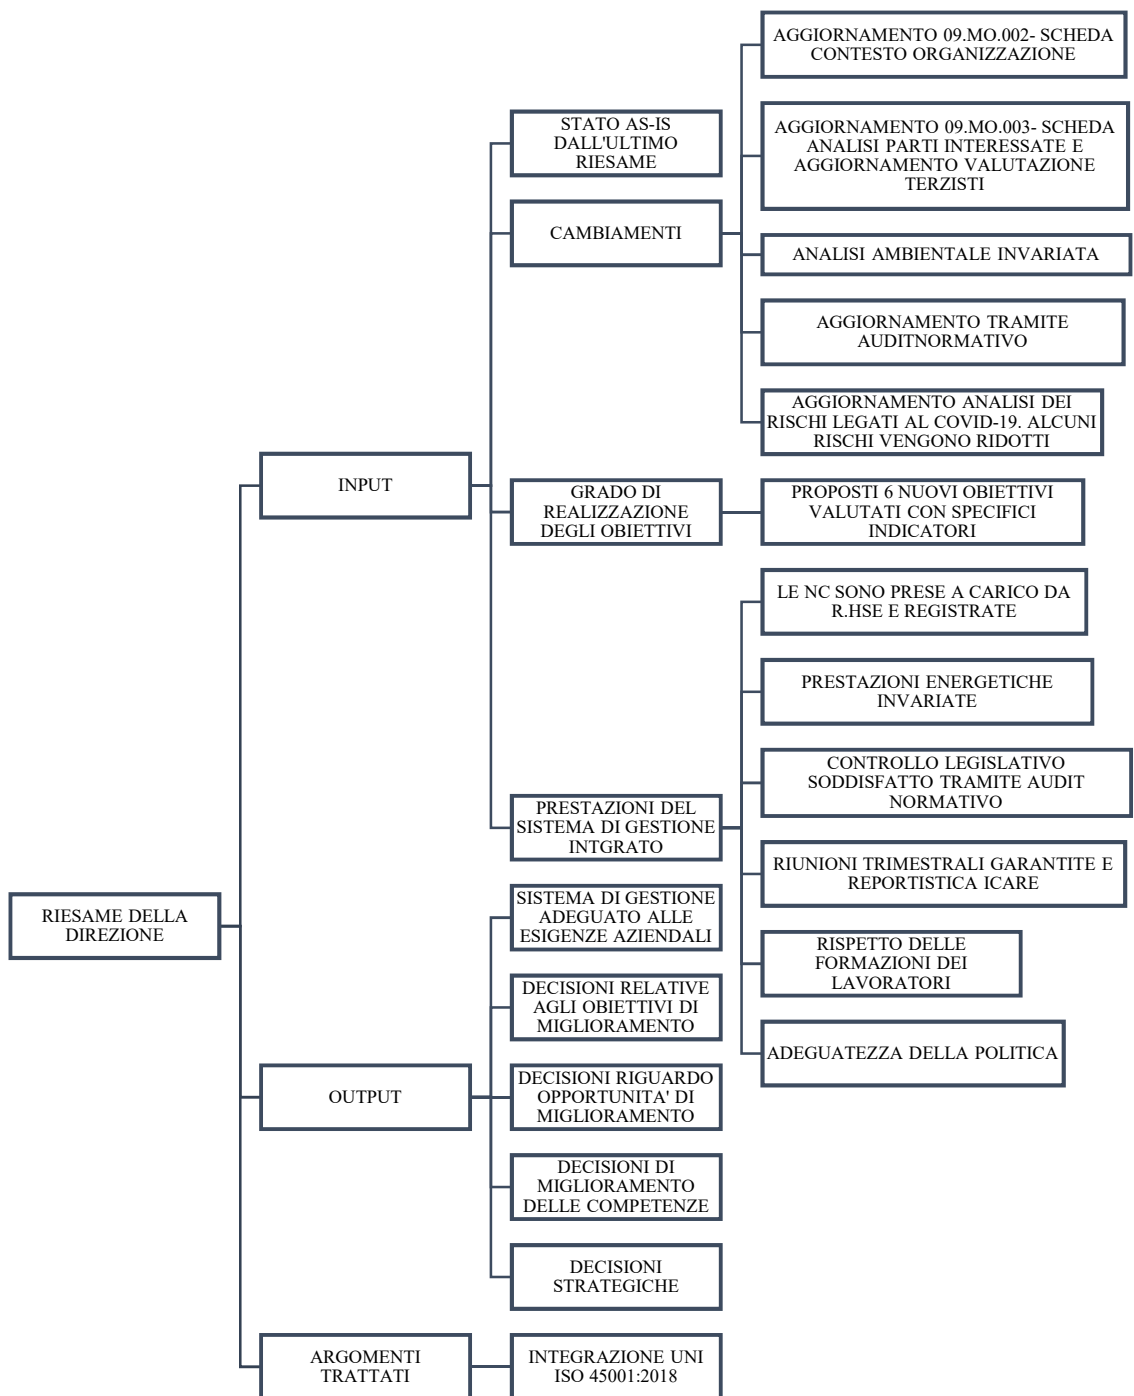 RIESAME DELLA
DIREZIONE
INPUT
STATO AS-IS
DALL'ULTIMO
RIESAME
CAMBIAMENTI
AGGIORNAMENTO 09.MO.002- SCHEDA
CONTESTO ORGANIZZAZIONE
AGGIORNAMENTO 09.MO.003- SCHEDA
ANALISI PARTI INTERESSATE E
AGGIORNAMENTO VALUTAZIONE
TERZISTI
ANALISI AMBIENTALE INVARIATA
AGGIORNAMENTO TRAMITE
AUDITNORMATIVO
AGGIORNAMENTO ANALISI DEI
RISCHI LEGATI AL COVID-19. ALCUNI
RISCHI VENGONO RIDOTTI
GRADO DI
REALIZZAZIONE
DEGLI OBIETTIVI
PROPOSTI 6 NUOVI OBIETTIVI
VALUTATI CON SPECIFICI
INDICATORI
PRESTAZIONI DEL
SISTEMA DI GESTIONE
INTGRATO
LE NC SONO PRESE A CARICO DA
R.HSE E REGISTRATE
PRESTAZIONI ENERGETICHE
INVARIATE
CONTROLLO LEGISLATIVO
SODDISFATTO TRAMITE AUDIT
NORMATIVO
RIUNIONI TRIMESTRALI GARANTITE E
REPORTISTICA ICARE
RISPETTO DELLE
FORMAZIONI DEI
LAVORATORI
ADEGUATEZZA DELLA POLITICA
OUTPUT
SISTEMA DI GESTIONE
ADEGUATO ALLE
ESIGENZE AZIENDALI
DECISIONI RELATIVE
AGLI OBIETTIVI DI
MIGLIORAMENTO
DECISIONI RIGUARDO
OPPORTUNITA' DI
MIGLIORAMENTO
DECISIONI DI
MIGLIORAMENTO
DELLE COMPETENZE
DECISIONI
STRATEGICHE
ARGOMENTI
TRATTATI
INTEGRAZIONE UNI
ISO 45001:2018